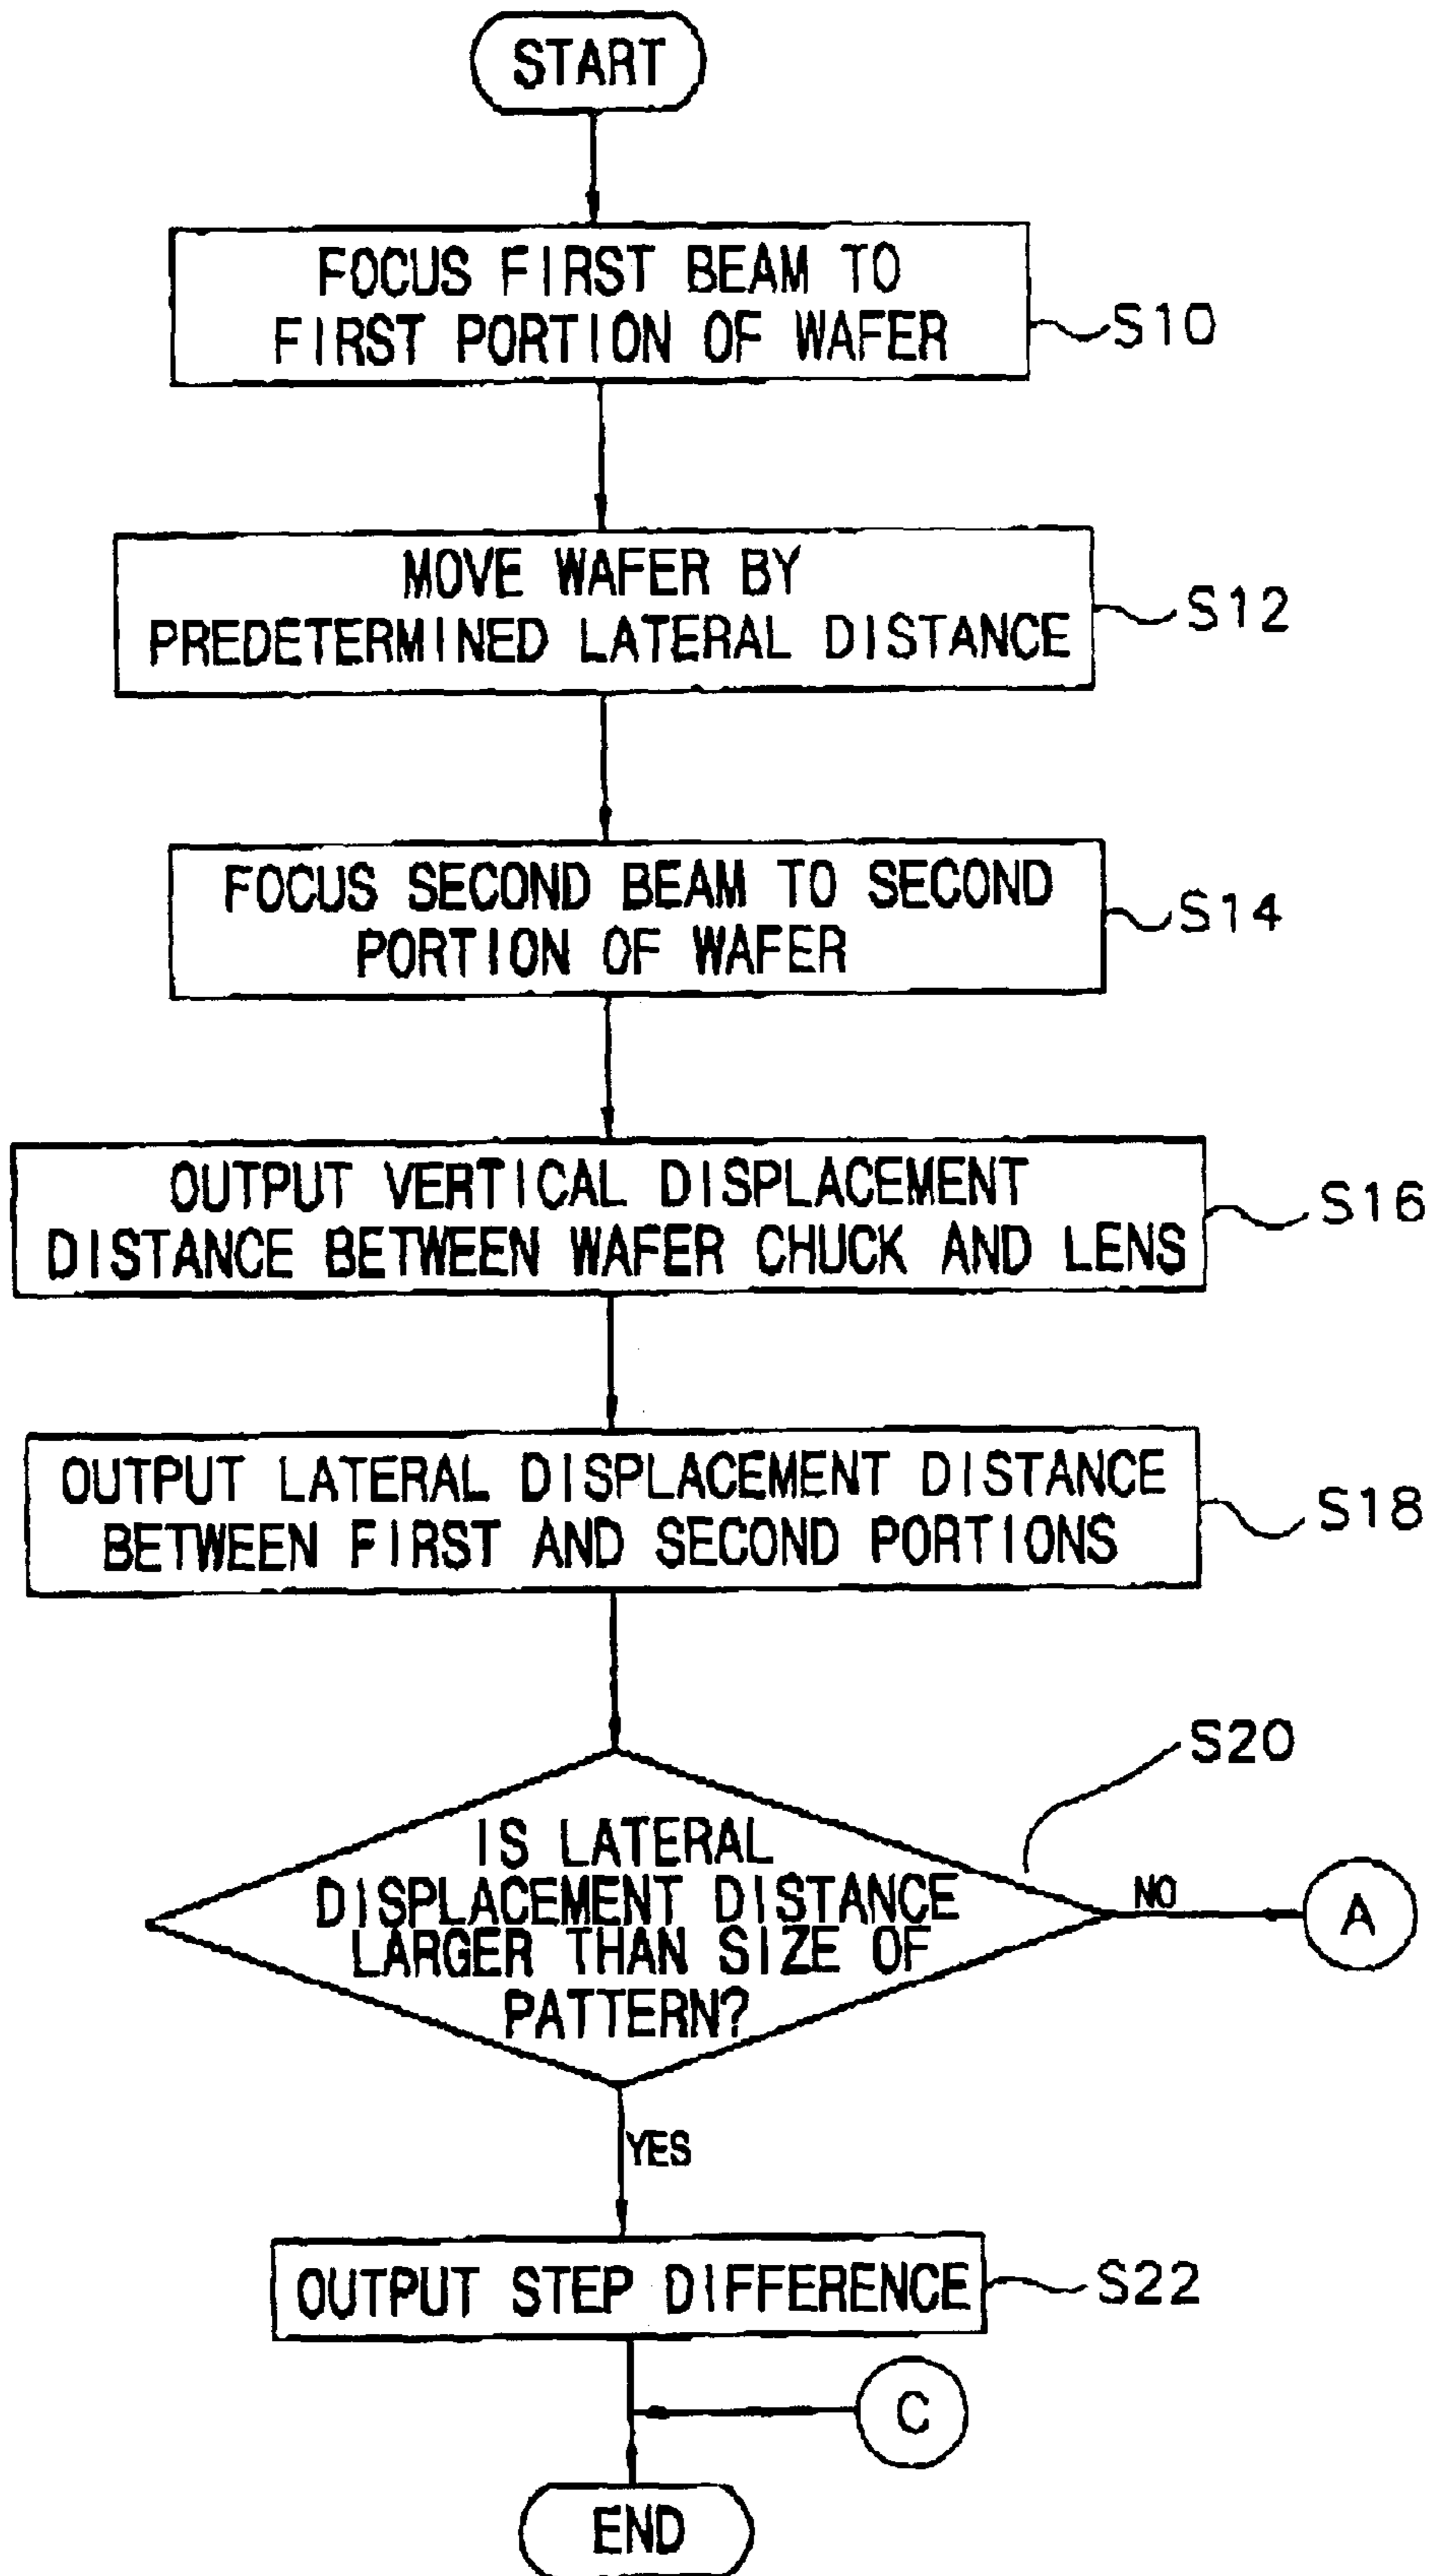 START
FOCUS FIRST BEAM TO
FIRST PORTION OF WAFER
S10
MOVE WAFER BY
PREDETERMINED LATERAL DISTANCE
S12
FOCUS SECOND BEAM TO SECOND
PORTION OF WAFER
S14
OUTPUT VERTICAL DISPLACEMENT
DISTANCE BETWEEN WAFER CHUCK AND LENS
S16
OUTPUT LATERAL DISPLACEMENT DISTANCE
BETWEEN FIRST AND SECOND PORTIONS
S18
S20
IS LATERAL
DISPLACEMENT DISTANCE
LARGER THAN SIZE OF
PATTERN?
NO
A
YES
OUTPUT STEP DIFFERENCE
S22
C
END